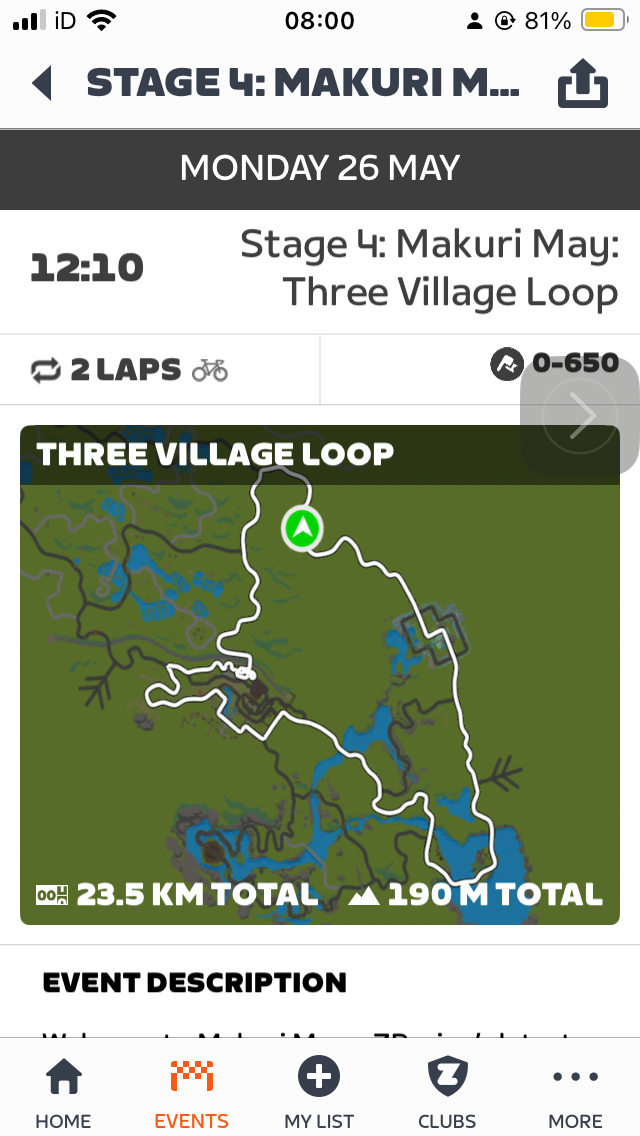 iD 08:00 81%
STAGE 4: MAKURI M...
MONDAY 26 MAY
12:10
Stage 4: Makuri May:
Three Village Loop
2 LAPS
0-650
THREE VILLAGE LOOP
23.5 KM TOTAL 190 M TOTAL
EVENT DESCRIPTION
HOME EVENTS MY LIST CLUBS MORE